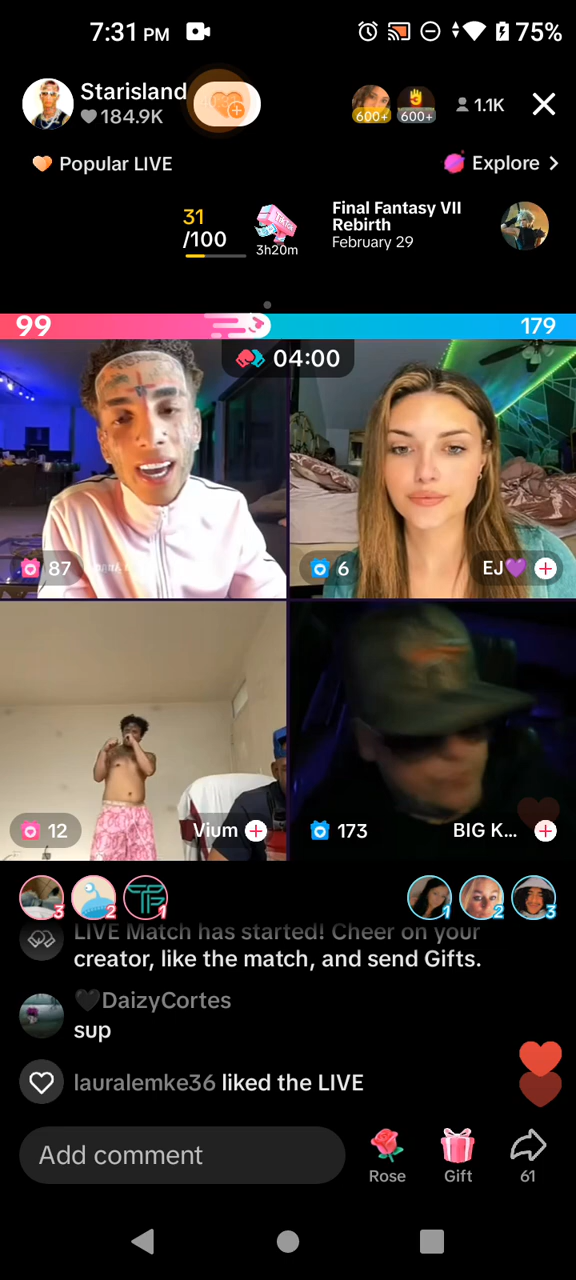 7:31 PM
75%
Starisland
184.9K
600+
600+
1.1K
Popular LIVE
Explore >
31
/100
TikTok
3h20m
Final Fantasy VII
Rebirth
February 29
99
179
04:00
87
6
EJ💜
12
Vium
173
BIG K...
3
2
1
1
2
3
LIVE Match has started! Cheer on your
creator, like the match, and send Gifts.
🖤DaizyCortes
sup
lauralemke36 liked the LIVE
Add comment
Rose
Gift
61